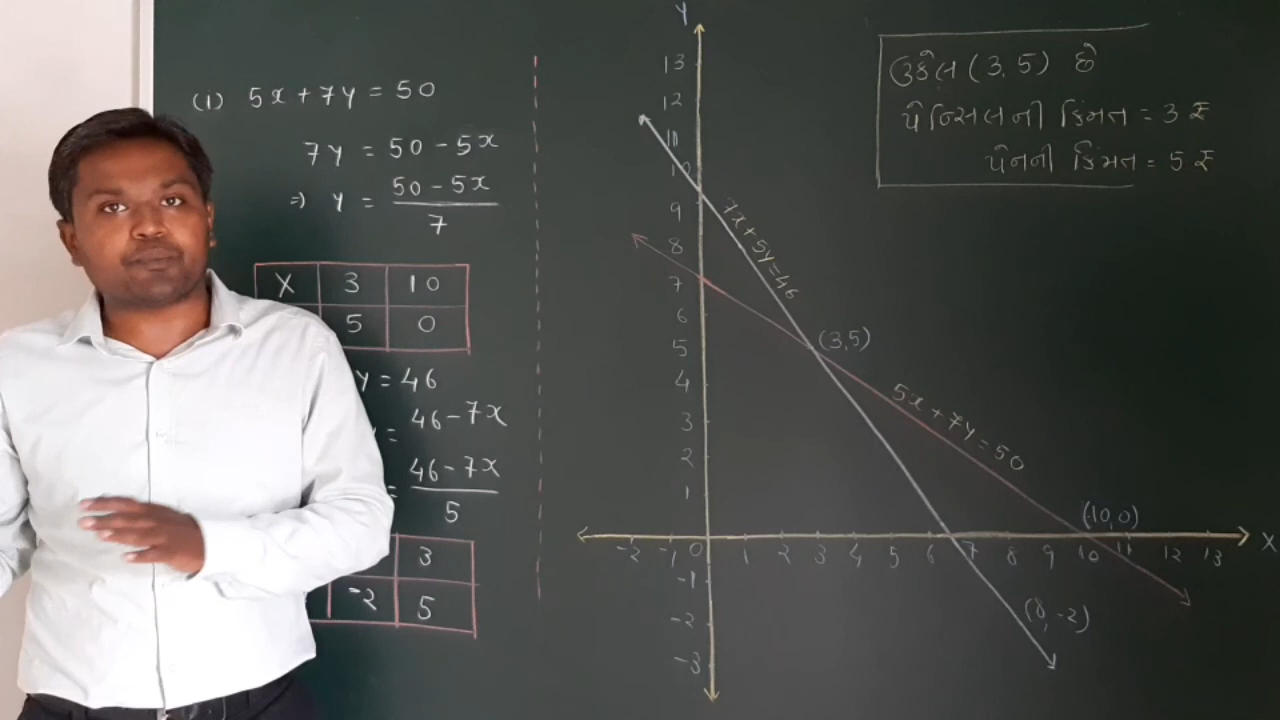 (i) 5x + 7y = 50
7y = 50 - 5x
⇒ y = (50 - 5x)/7
X 3 10
5 0
y = 46
= 46 - 7x
= (46 - 7x)/5
3
-2 5
Y
13
12
11
10
9
8
7
6
5
4
3
2
1
-2 -1 0 1 2 3 4 5 6 7 8 9 10 11 12 13 X
-1
-2
-3
7x + 5y = 46
(3,5)
5x + 7y = 50
(10,0)
(8, -2)
ઉકેલ (3,5) છે
પેન્સિલની કિંમત = 3 ₹
પેનની કિંમત = 5 ₹